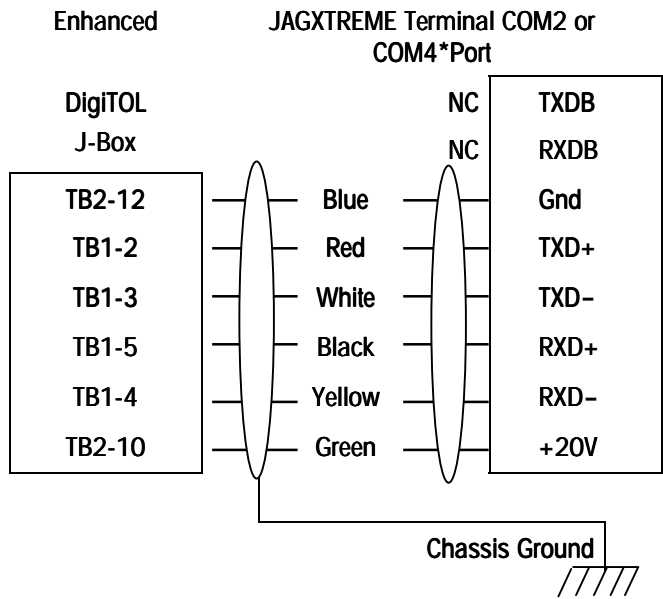 Enhanced JAGXTREME Terminal COM2 or
COM4*Port
DigiTOL NC TXDB
J-Box NC RXDB
TB2-12 Blue Gnd
TB1-2 Red TXD+
TB1-3 White TXD–
TB1-5 Black RXD+
TB1-4 Yellow RXD–
TB2-10 Green +20V
Chassis Ground